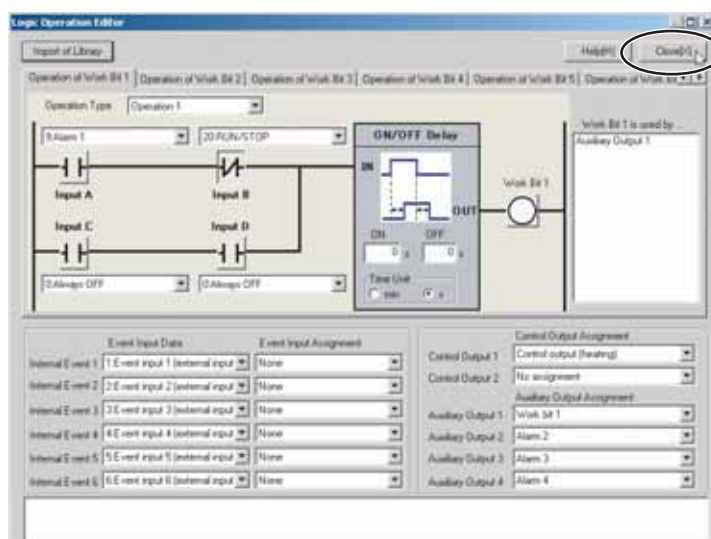 Logic Operation Editor
Import of Library
Help(H)
Close(X)
Operation of Work Bit 1
Operation of Work Bit 2
Operation of Work Bit 3
Operation of Work Bit 4
Operation of Work Bit 5
Operation of Work
Operation Type
Operation 1
9:Alarm 1
20:RUN/STOP
ON/OFF Delay
Work Bit 1 is used by ...
Auxiliary Output 1
IN
Input A
Input B
Work Bit 1
OUT
Input C
Input D
ON
OFF
0 s
0 s
Time Unit
min
s
0:Always OFF
0:Always OFF
Event Input Data
Event Input Assignment
Internal Event 1
1:Event input 1 (external input
None
Internal Event 2
2:Event input 2 (external input
None
Internal Event 3
3:Event input 3 (external input
None
Internal Event 4
4:Event input 4 (external input
None
Internal Event 5
5:Event input 5 (external input
None
Internal Event 6
6:Event input 6 (external input
None
Control Output Assignment
Control Output 1
Control output (heating)
Control Output 2
No assignment
Auxiliary Output Assignment
Auxiliary Output 1
Work bit 1
Auxiliary Output 2
Alarm 2
Auxiliary Output 3
Alarm 3
Auxiliary Output 4
Alarm 4